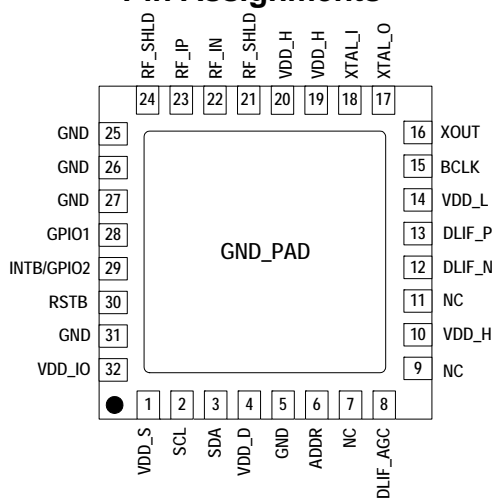 RF_SHLD RF_IP RF_IN RF_SHLD VDD_H VDD_H XTAL_I XTAL_O
24 23 22 21 20 19 18 17
GND 25
GND 26
GND 27
GPIO1 28
INTB/GPIO2 29
RSTB 30
GND 31
VDD_IO 32
GND_PAD
16 XOUT
15 BCLK
14 VDD_L
13 DLIF_P
12 DLIF_N
11 NC
10 VDD_H
9 NC
1 2 3 4 5 6 7 8
VDD_S SCL SDA VDD_D GND ADDR NC DLIF_AGC